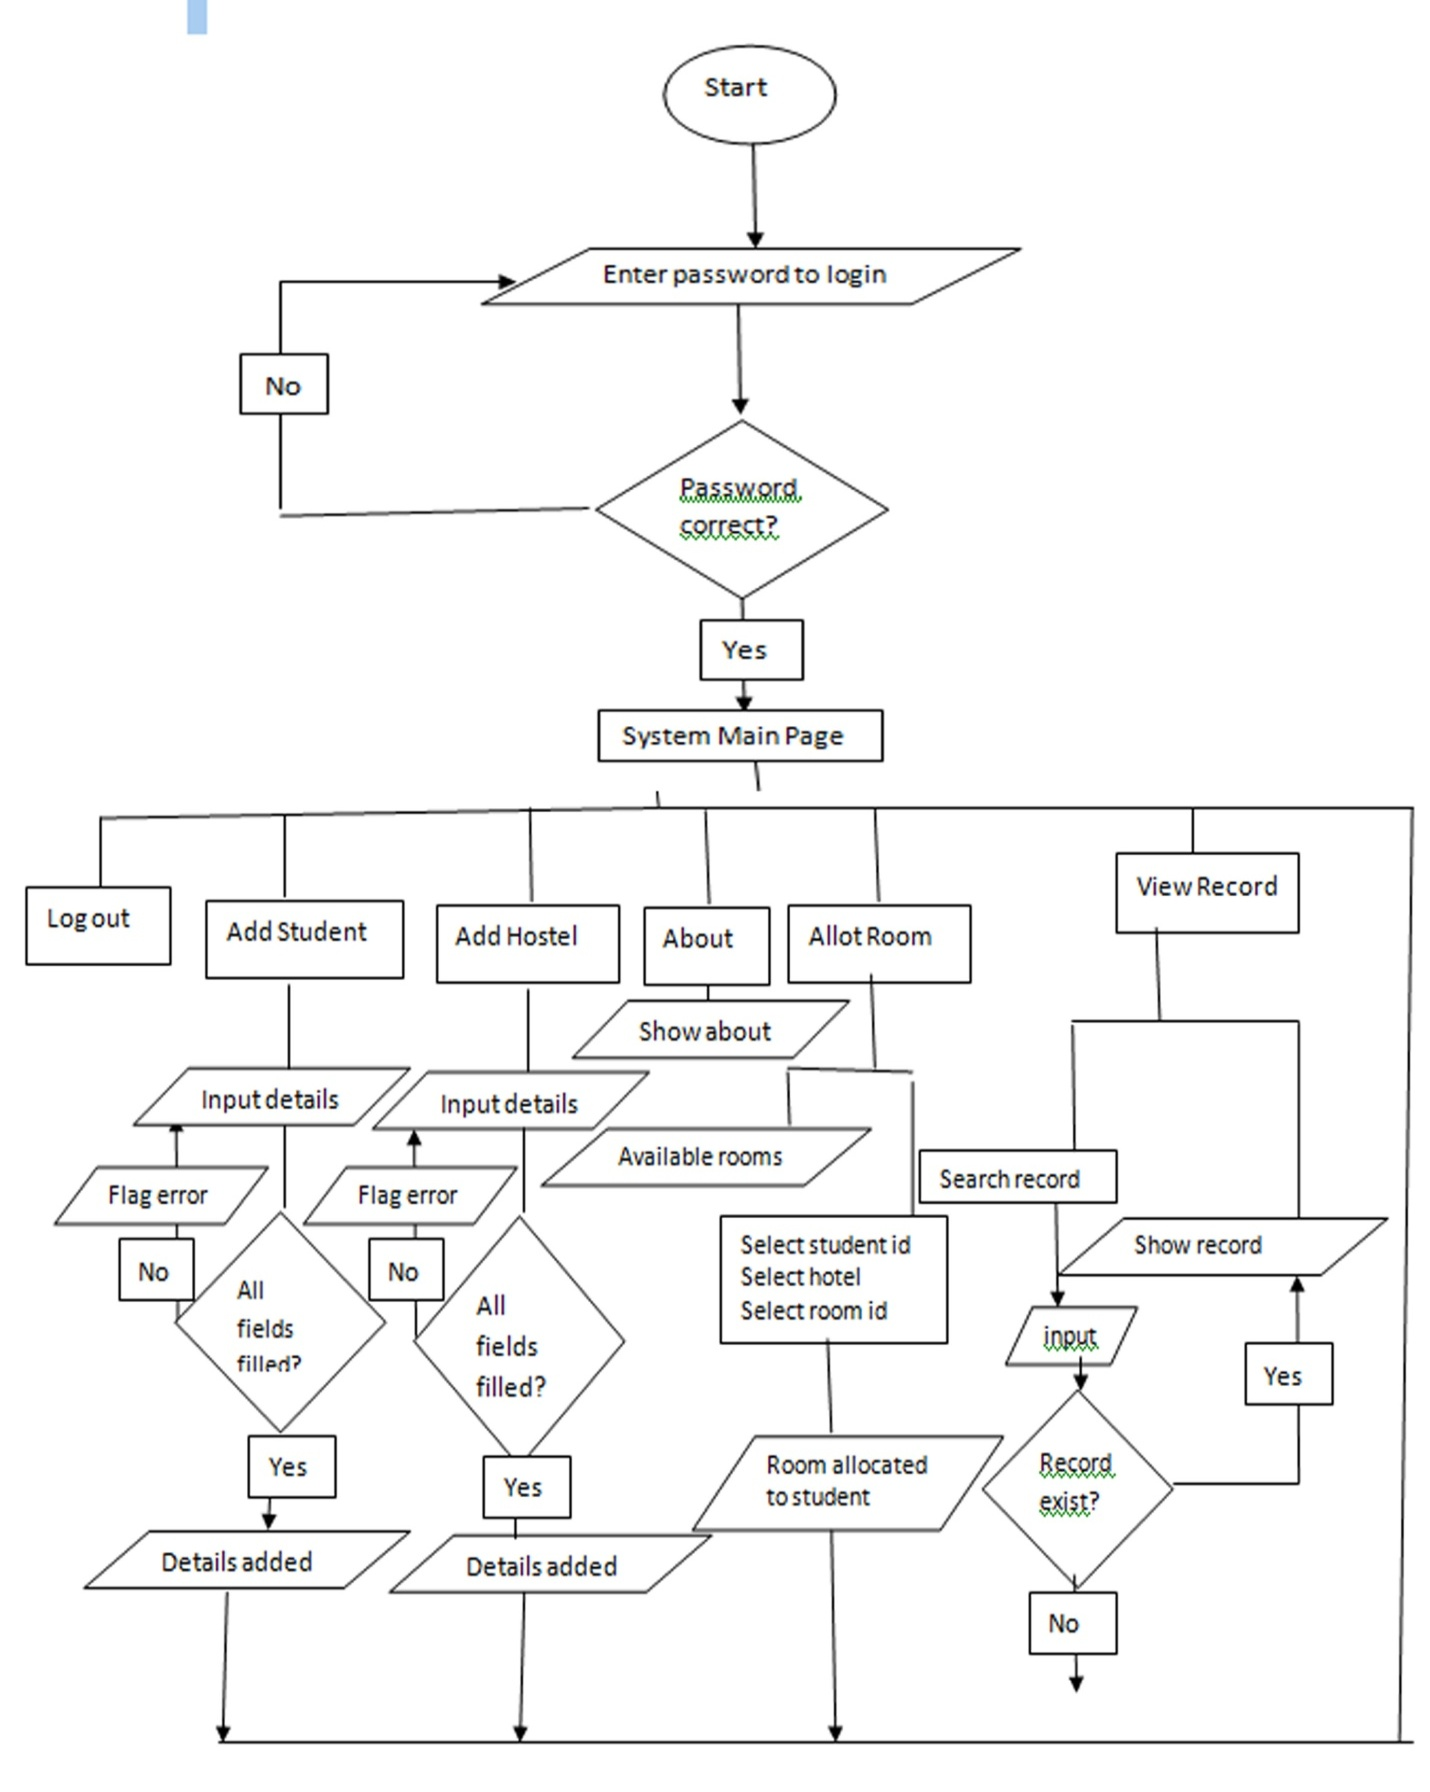 Start
Enter password to login
No
Password
correct?
Yes
System Main Page
Log out
Add Student
Add Hostel
About
Allot Room
View Record
Show about
Input details
Input details
Available rooms
Search record
Flag error
Flag error
No
No
Select student id
Select hotel
Select room id
Show record
All
fields
filled?
All
fields
filled?
input
Yes
Yes
Yes
Room allocated
to student
Record
exist?
Details added
Details added
No